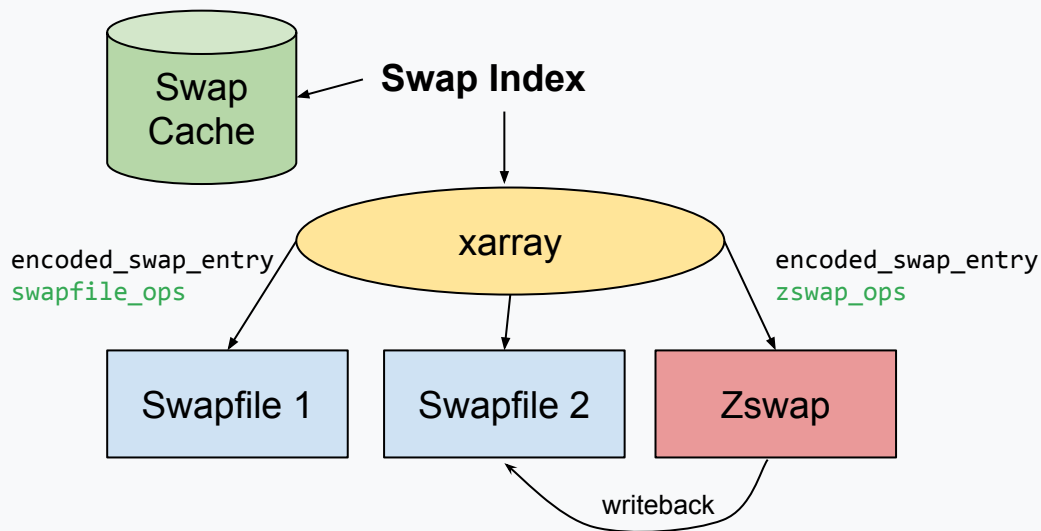 Swap
Cache
Swap Index
xarray
encoded_swap_entry
swapfile_ops
encoded_swap_entry
zswap_ops
Swapfile 1
Swapfile 2
Zswap
writeback